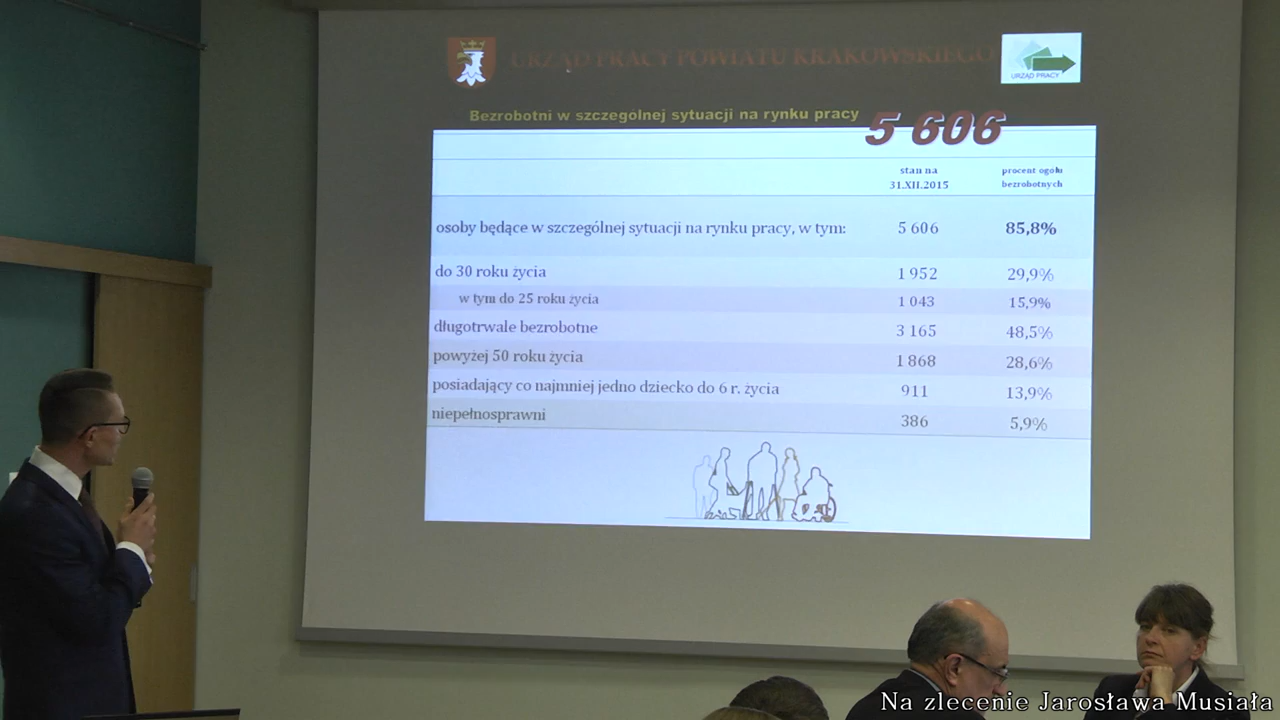 URZĄD PRACY POWIATU KRAKOWSKIEGO
URZĄD PRACY
Bezrobotni w szczególnej sytuacji na rynku pracy 5 606
stan na procent ogółu
31.XII.2015 bezrobotnych
osoby będące w szczególnej sytuacji na rynku pracy, w tym: 5 606 85,8%
do 30 roku życia 1 952 29,9%
w tym do 25 roku życia 1 043 15,9%
długotrwale bezrobotne 3 165 48,5%
powyżej 50 roku życia 1 868 28,6%
posiadający co najmniej jedno dziecko do 6 r. życia 911 13,9%
niepełnosprawni 386 5,9%
Na zlecenie Jarosława Musiała